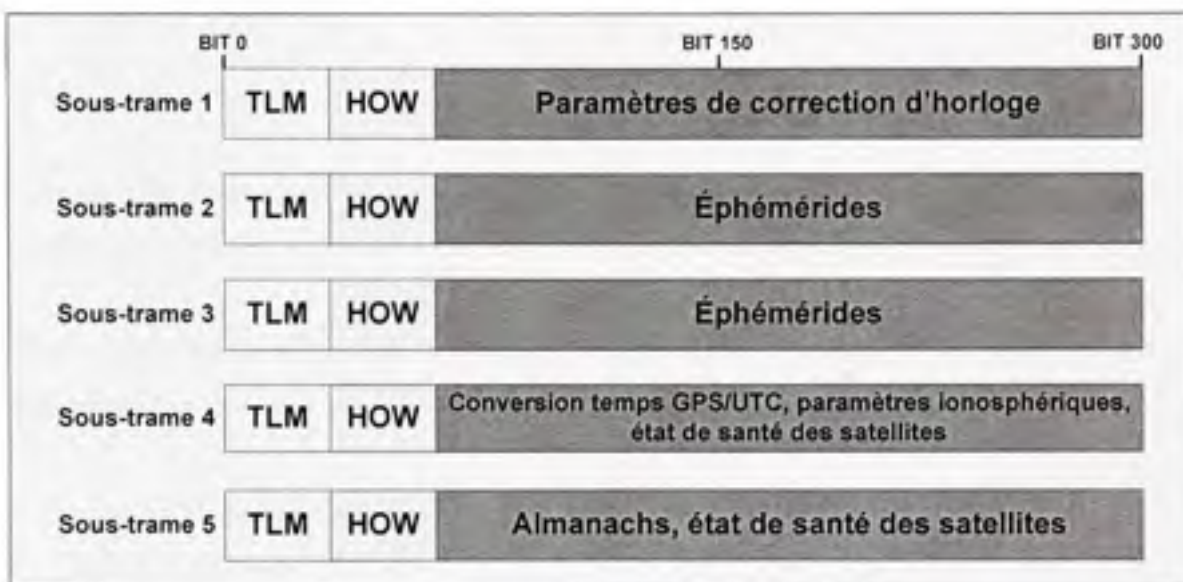 BIT 0 BIT 150 BIT 300
Sous-trame 1 TLM HOW Paramètres de correction d'horloge
Sous-trame 2 TLM HOW Éphémérides
Sous-trame 3 TLM HOW Éphémérides
Sous-trame 4 TLM HOW Conversion temps GPS/UTC, paramètres ionosphériques,
état de santé des satellites
Sous-trame 5 TLM HOW Almanachs, état de santé des satellites